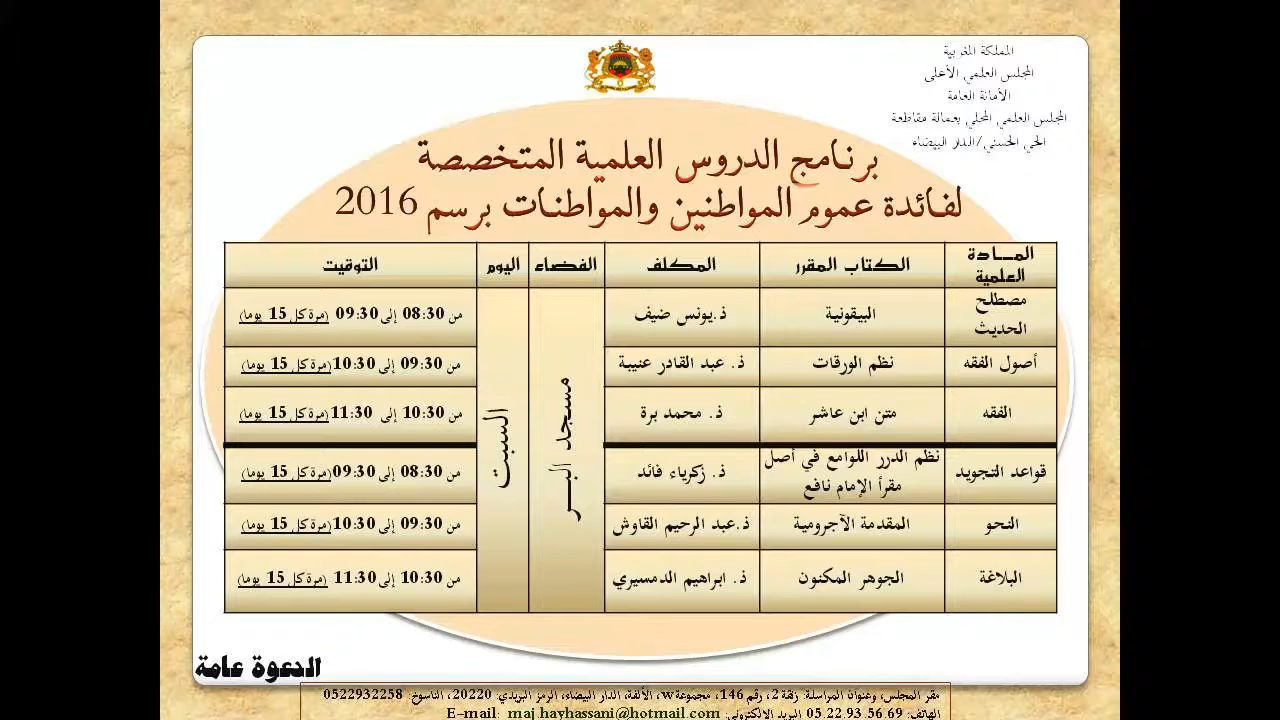 المملكة المغربية
المجلس العلمي الأعلى
الأمانة العامة
المجلس العلمي المحلي بعمالة مقاطعة
الحي الحسني/الدار البيضاء
برنامج الدروس العلمية المتخصصة
لفائدة عموم المواطنين والمواطنات برسم 2016
المـــادة العلمية الكتاب المقرر المكلف الفضاء اليوم التوقيت
مصطلح الحديث البيقونية ذ.يونس ضيف من 08:30 إلى 09:30 (مرة كل 15 يوما)
أصول الفقه نظم الورقات ذ. عبد القادر عنيبة من 09:30 إلى 10:30 (مرة كل 15 يوما)
الفقه متن ابن عاشر ذ. محمد برة من 10:30 إلى 11:30 (مرة كل 15 يوما)
مسجد البـــر
السبت
قواعد التجويد نظم الدرر اللوامع في أصل مقرأ الإمام نافع ذ. زكرياء فائد من 08:30 إلى 09:30 (مرة كل 15 يوما)
النحو المقدمة الآجرومية ذ.عبد الرحيم القاوش من 09:30 إلى 10:30 (مرة كل 15 يوما)
البلاغة الجوهر المكنون ذ. ابراهيم الدمسيري من 10:30 إلى 11:30 (مرة كل 15 يوما)
الدعوة عامة
مقر المجلس، وعنوان المراسلة: زنقة 2، رقم 146، مجموعة w، الألفة، الدار البيضاء، الرمز البريدي: 20220، الناسوخ: 0522932258
الهاتف: 05.22.93.56.69 البريد الالكتروني: E-mail: maj.hayhassani@hotmail.com